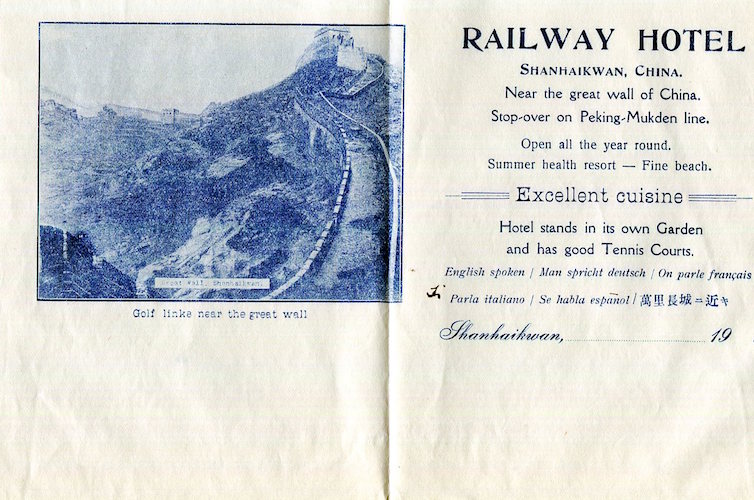 Great Wall, Shanhaikwan.
Golf links near the great wall
RAILWAY HOTEL
SHANHAIKWAN, CHINA.
Near the great wall of China.
Stop-over on Peking-Mukden line.
Open all the year round.
Summer health resort — Fine beach.
Excellent cuisine
Hotel stands in its own Garden
and has good Tennis Courts.
English spoken / Man spricht deutsch / On parle français
Si Parla italiano / Se habla español / 萬里長城ニ近キ
Shanhaikwan, 19